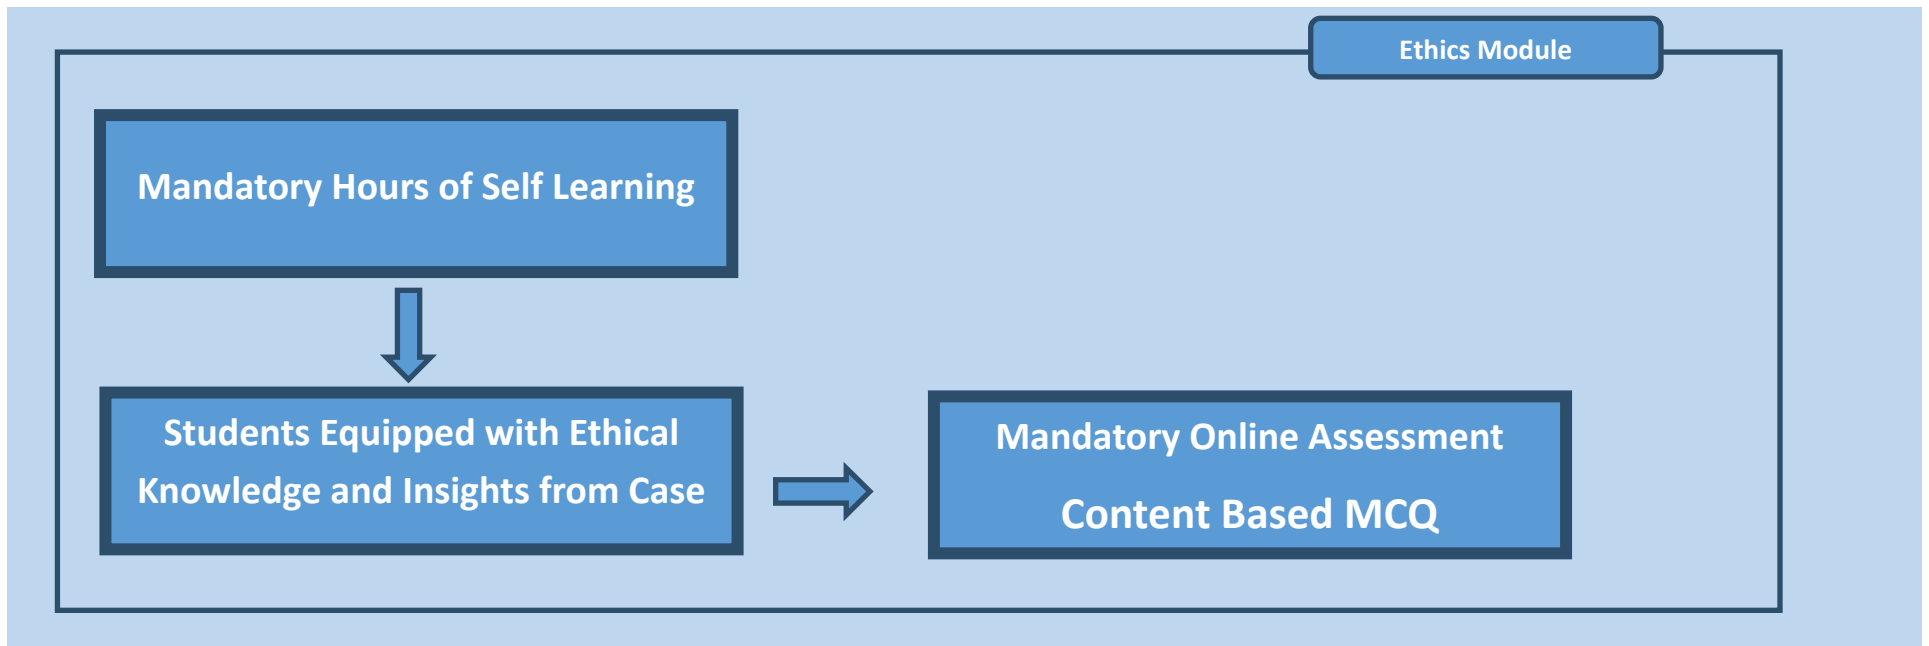 Ethics Module
Mandatory Hours of Self Learning
Students Equipped with Ethical
Knowledge and Insights from Case
Mandatory Online Assessment
Content Based MCQ